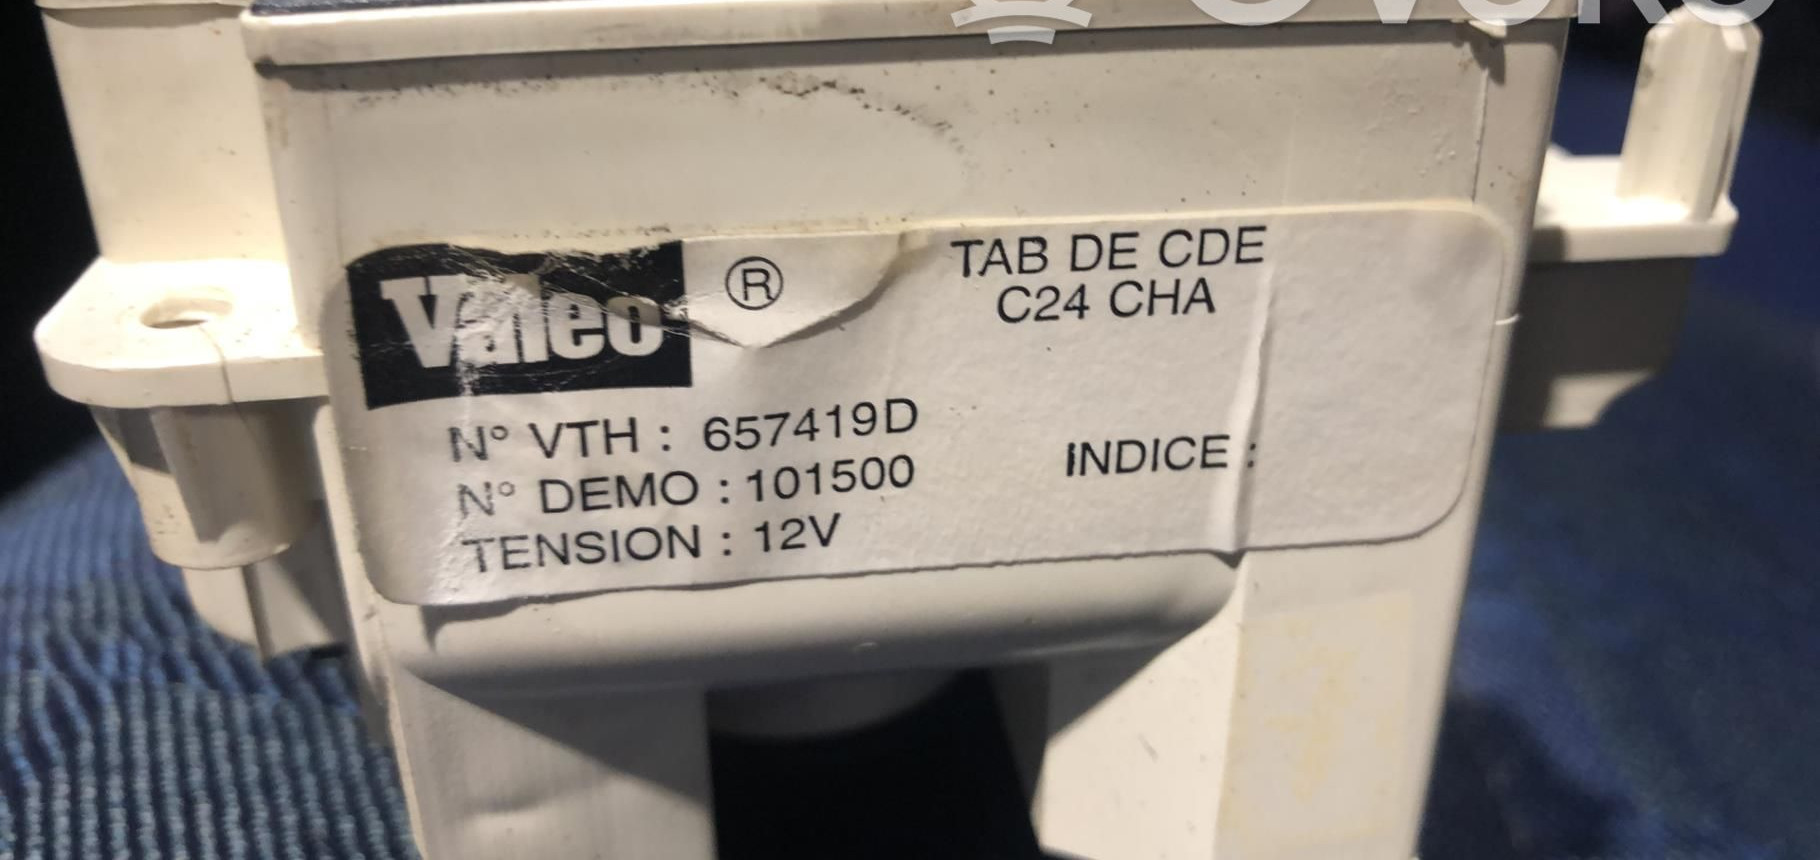 Valeo ®
TAB DE CDE
C24 CHA
N° VTH : 657419D
N° DEMO : 101500
INDICE :
TENSION : 12V